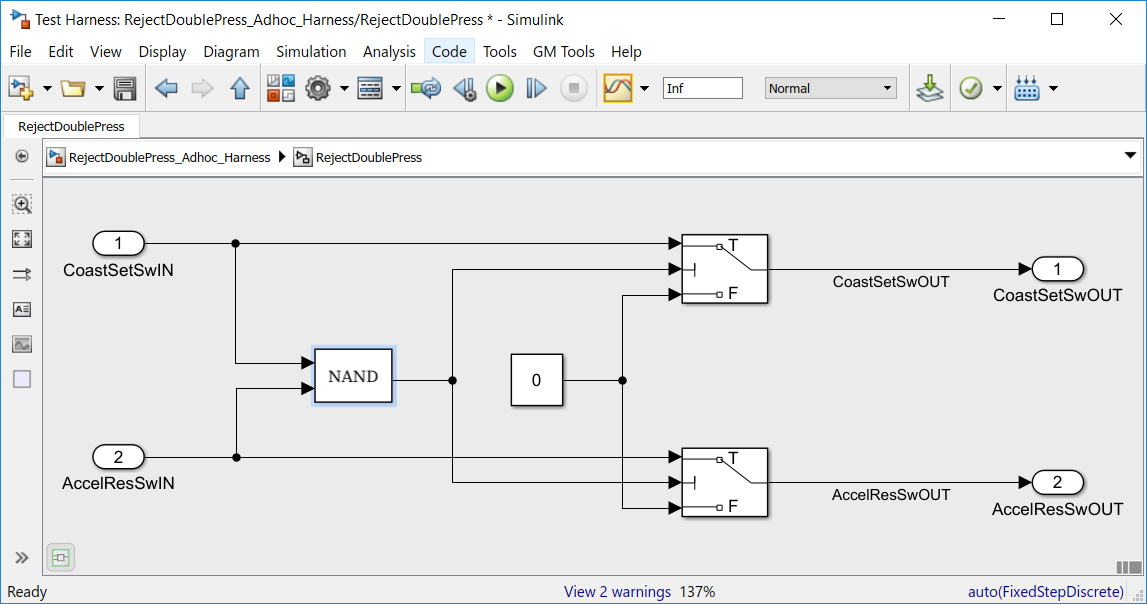 Test Harness: RejectDoublePress_Adhoc_Harness/RejectDoublePress * - Simulink
File Edit View Display Diagram Simulation Analysis Code Tools GM Tools Help
Inf Normal
RejectDoublePress
RejectDoublePress_Adhoc_Harness RejectDoublePress
1
CoastSetSwIN
T
F
CoastSetSwOUT
1
CoastSetSwOUT
NAND
0
2
AccelResSwIN
T
F
AccelResSwOUT
2
AccelResSwOUT
A
Ready View 2 warnings 137% auto(FixedStepDiscrete)